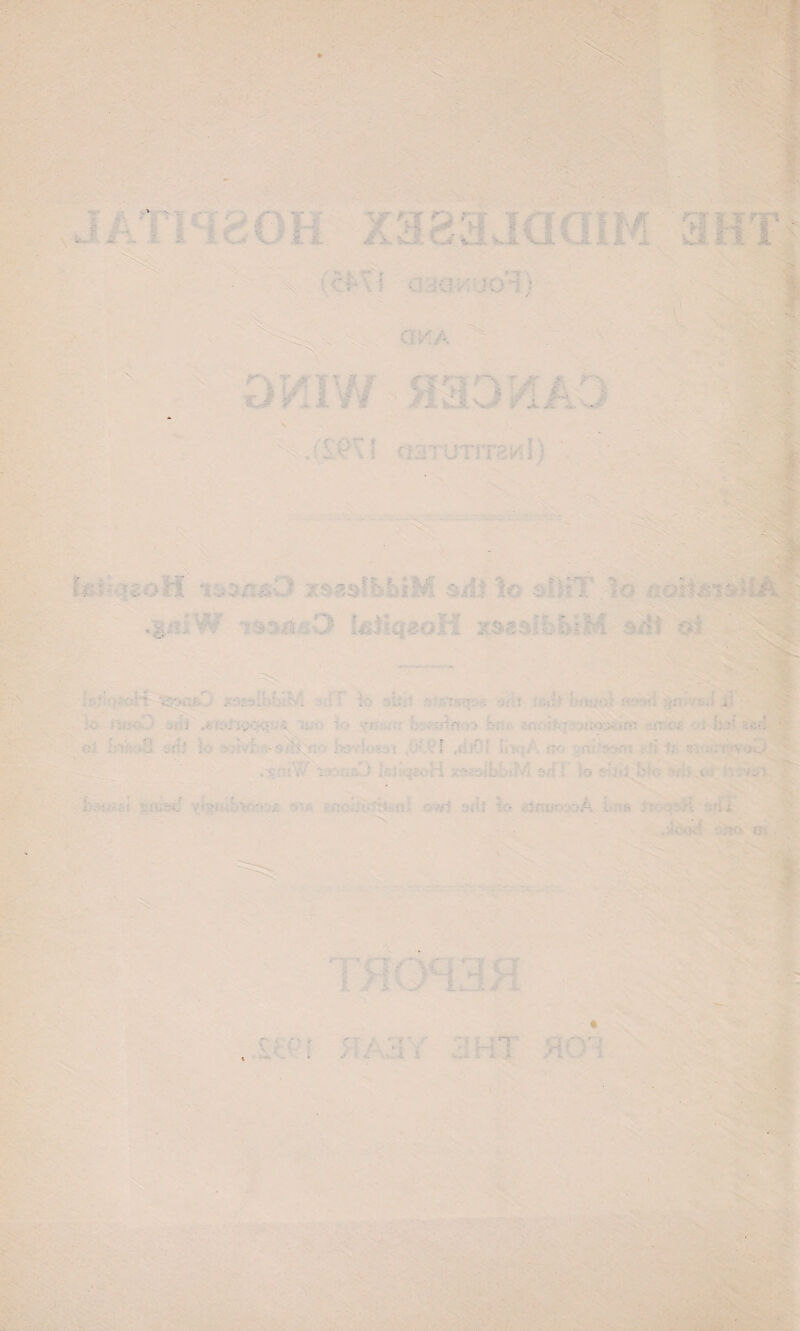 THE MIDDLESEX HOSPITAL
(FOUNDED 1745)
AND
CANCER WING
(INSTITUTED 1792).
Alteration of Title of the Middlesex Cancer Hospital
to the Middlesex Hospital Cancer Wing.
It having been found that the separate title of The Middlesex Cancer Hospital
has led to some misconceptions and confused many of our supporters, the Court of
Governors at its meeting on April 10th, 1930, resolved on the advice of the Board to
revert to the old title of The Middlesex Hospital Cancer Wing.
The Report and Accounts of the two Institutions are accordingly being issued
in one book.
REPORT
FOR THE YEAR 1932.